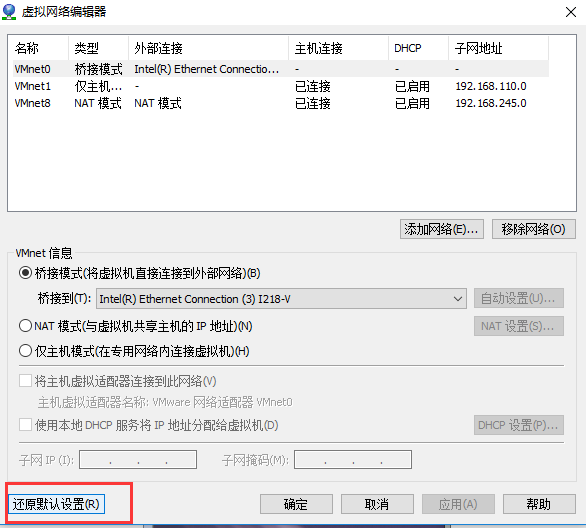 虚拟网络编辑器
名称 类型 外部连接 主机连接 DHCP 子网地址
VMnet0 桥接模式 Intel(R) Ethernet Connectio... - - -
VMnet1 仅主机... - 已连接 已启用 192.168.110.0
VMnet8 NAT 模式 NAT 模式 已连接 已启用 192.168.245.0
添加网络(E)... 移除网络(O)
VMnet 信息
桥接模式(将虚拟机直接连接到外部网络)(B)
桥接到(T): Intel(R) Ethernet Connection (3) I218-V 自动设置(U)...
NAT 模式(与虚拟机共享主机的 IP 地址)(N) NAT 设置(S)...
仅主机模式(在专用网络内连接虚拟机)(H)
将主机虚拟适配器连接到此网络(V)
主机虚拟适配器名称: VMware 网络适配器 VMnet0
使用本地 DHCP 服务将 IP 地址分配给虚拟机(D) DHCP 设置(P)...
子网 IP (I): . . . 子网掩码(M): . . .
还原默认设置(R) 确定 取消 应用(A) 帮助